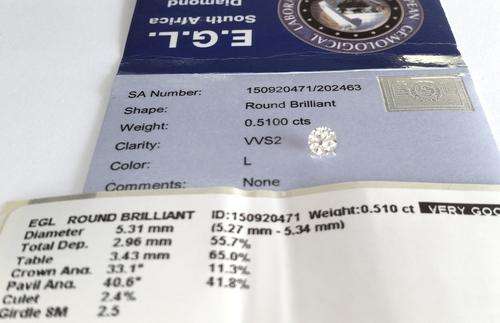 Diamond
South Africa
E.G.L.
EAN GEMOLOGICAL LABORA
SA Number: 150920471/202463
Shape: Round Brilliant
Weight: 0.5100 cts
Clarity: VVS2
Color: L
Comments: None
EGL ROUND BRILLIANT ID:150920471 Weight:0.510 ct VERY GOO
Diameter 5.31 mm (5.27 mm - 5.34 mm)
Total Dep. 2.96 mm 55.7%
Table 3.43 mm 65.0%
Crown Ang. 33.1° 11.3%
Pavil Ang. 40.6° 41.8%
Culet 2.4%
Girdle SM 2.5